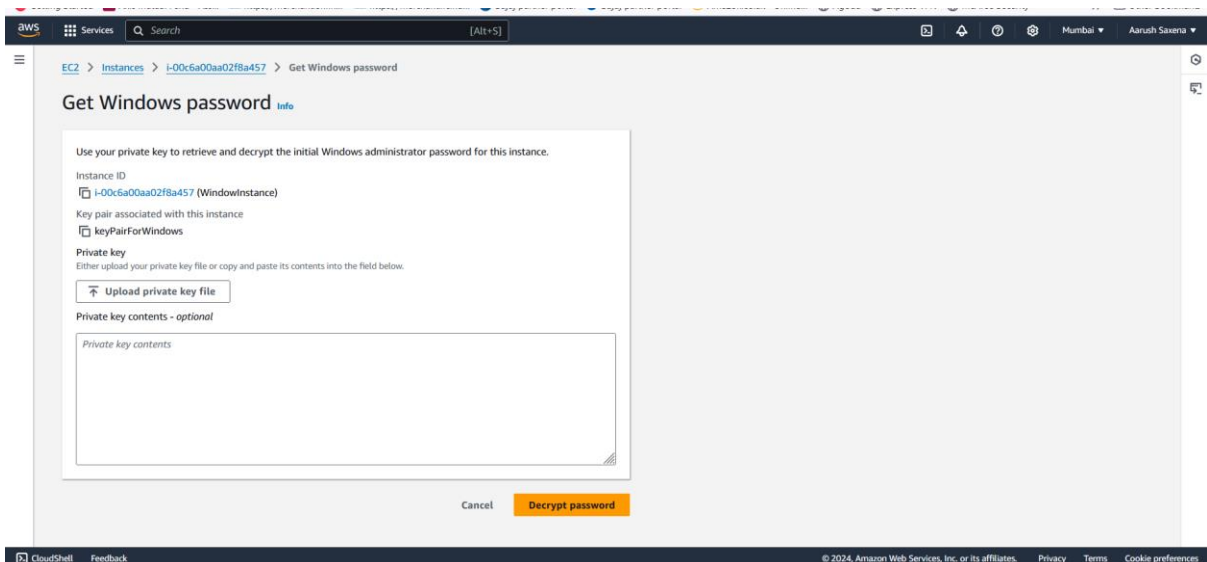 aws
Services
Search
[Alt+S]
Mumbai
Aarush Saxena
EC2 > Instances > i-00c6a00aa02f8a457 > Get Windows password
Get Windows password Info
Use your private key to retrieve and decrypt the initial Windows administrator password for this instance.
Instance ID
i-00c6a00aa02f8a457 (WindowInstance)
Key pair associated with this instance
keyPairForWindows
Private key
Either upload your private key file or copy and paste its contents into the field below.
Upload private key file
Private key contents - optional
Private key contents
Cancel
Decrypt password
CloudShell Feedback
© 2024, Amazon Web Services, Inc. or its affiliates. Privacy Terms Cookie preferences